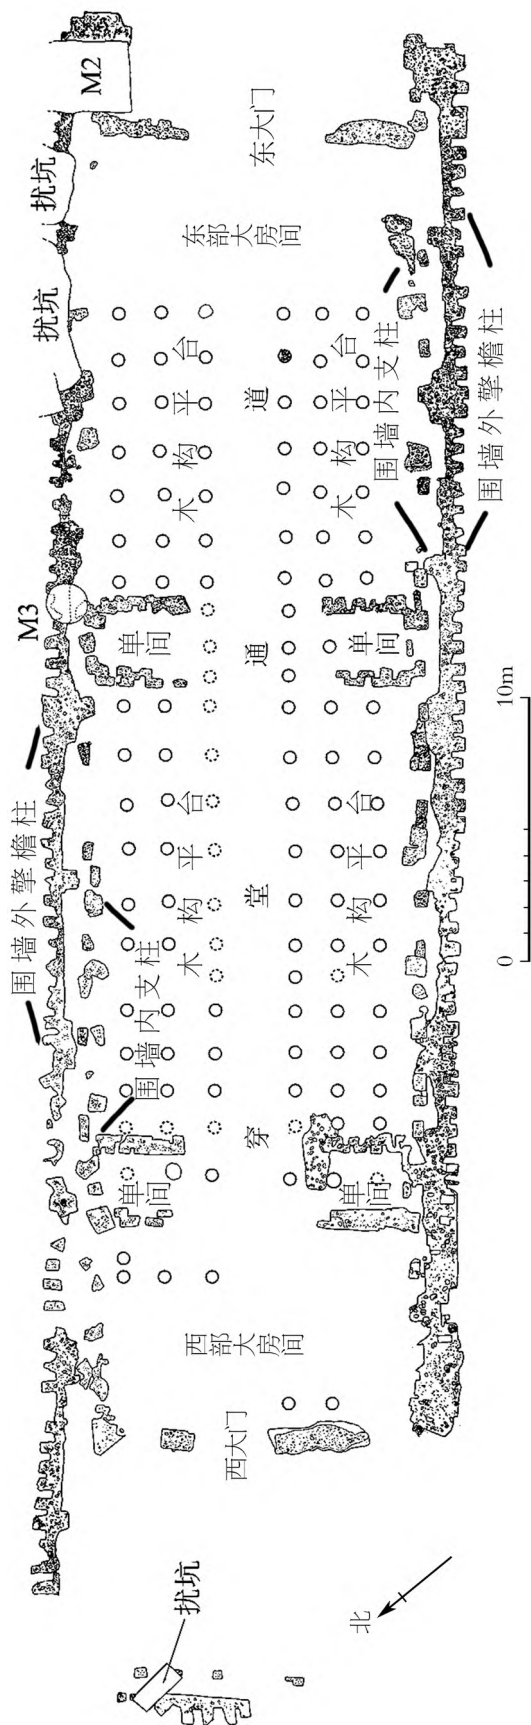 M2
扰坑
扰坑
M3
东大门
东部大房间
木构平台
木构平台
围墙内支柱
围墙外擎檐柱
单间
单间
围墙外擎檐柱
木构平台
木构平台
围墙内支柱
穿堂通道
单间
单间
西部大房间
西大门
扰坑
北
0
10m